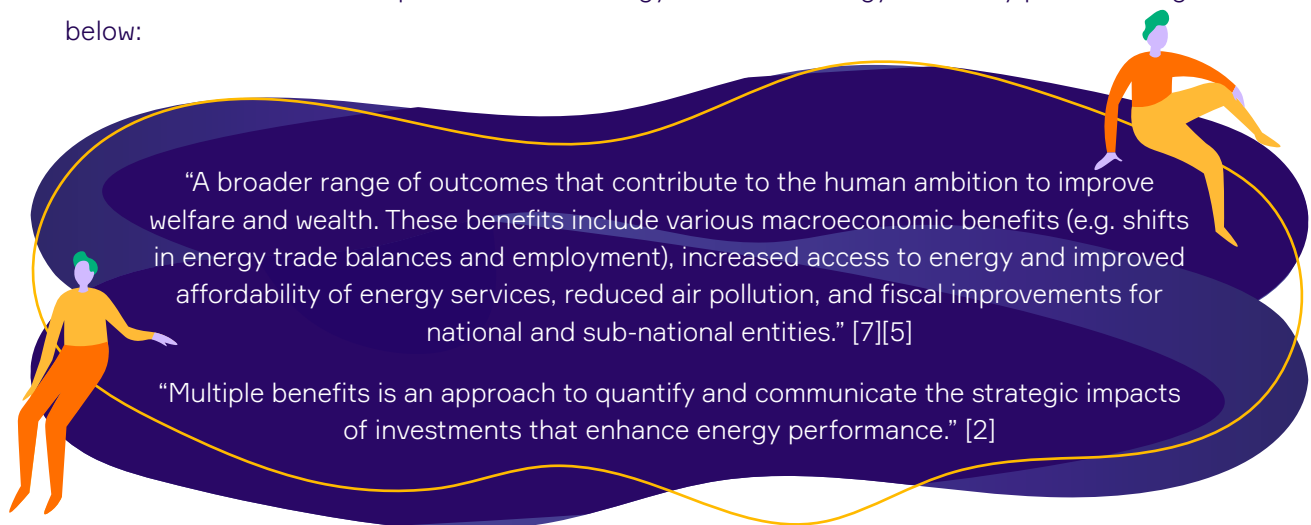 below:
“A broader range of outcomes that contribute to the human ambition to improve
welfare and wealth. These benefits include various macroeconomic benefits (e.g. shifts
in energy trade balances and employment), increased access to energy and improved
affordability of energy services, reduced air pollution, and fiscal improvements for
national and sub-national entities.” [7][5]
“Multiple benefits is an approach to quantify and communicate the strategic impacts
of investments that enhance energy performance.” [2]